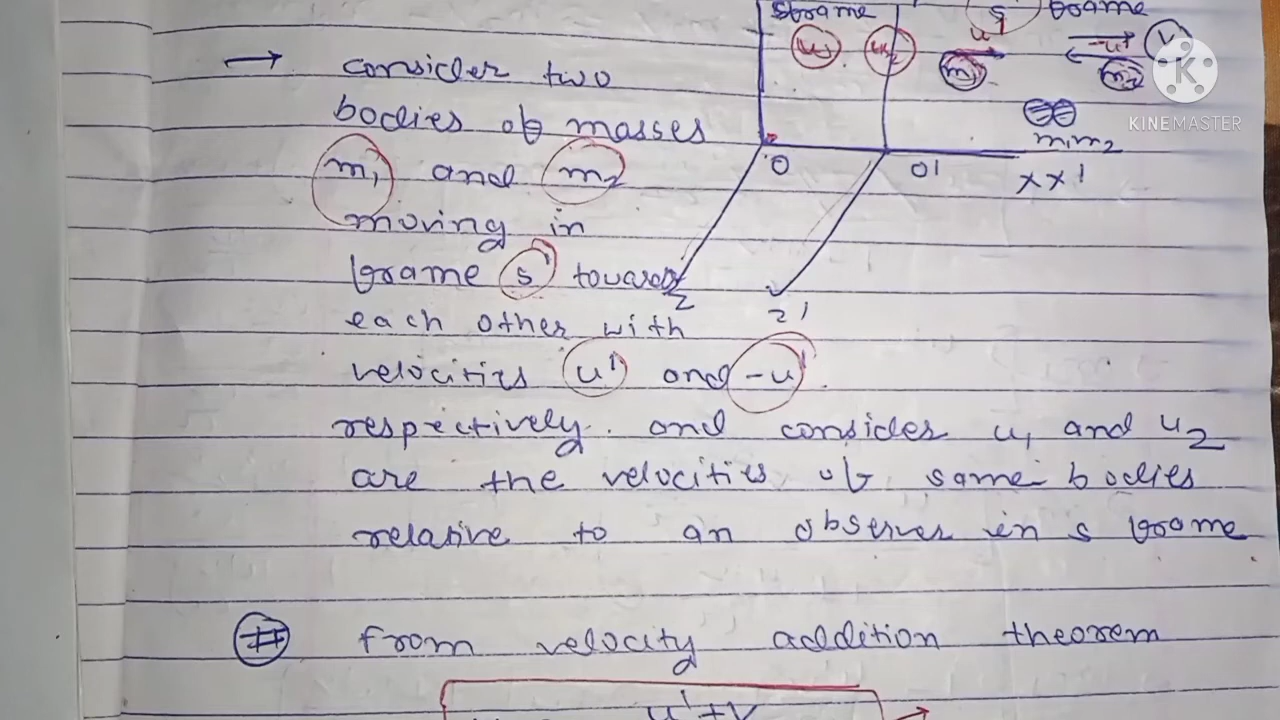 sframe s' frame
u1 u2 u' -u' V
m1 m2
K
KINEMASTER
→ consider two
bodies of masses
m1m2
m1 and m2
O O' X X'
moving in
frame s' towards
Z Z'
each other with
velocities u' and -u'.
respectively. and consider u1 and u2
are the velocities of same bodies
relative to an observer in s frame
# From velocity addition theorem
u'+V